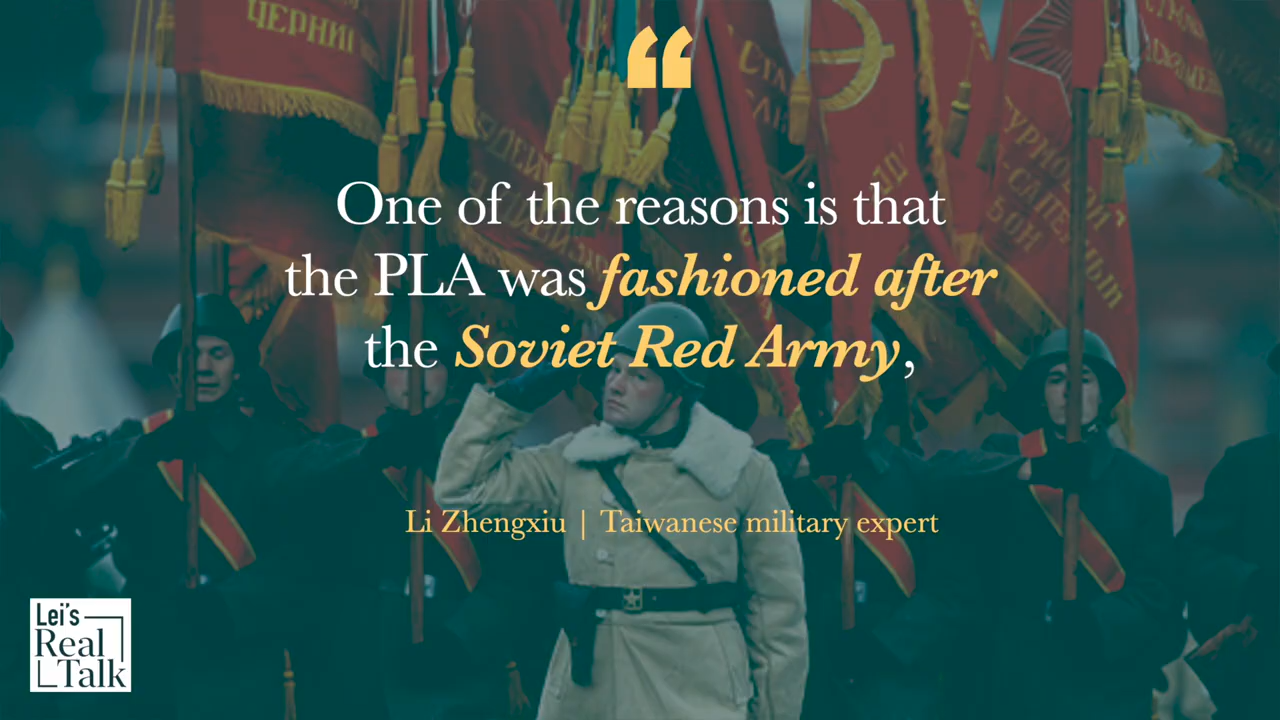 ЧЕРНИГ
“
One of the reasons is that
the PLA was fashioned after
the Soviet Red Army,
Li Zhengxiu | Taiwanese military expert
Lei's
Real
Talk